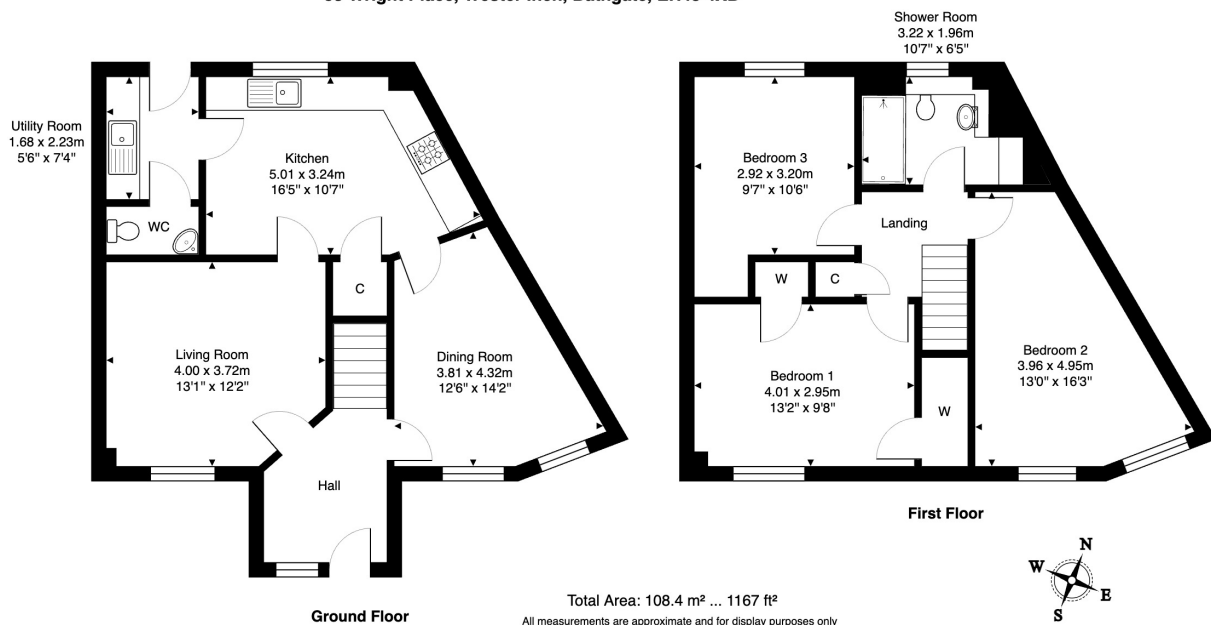 Shower Room
3.22 x 1.96m
10'7" x 6'5"
Utility Room
1.68 x 2.23m
5'6" x 7'4"
Kitchen
5.01 x 3.24m
16'5" x 10'7"
WC
C
Living Room
4.00 x 3.72m
13'1" x 12'2"
Dining Room
3.81 x 4.32m
12'6" x 14'2"
Hall
Ground Floor
Bedroom 3
2.92 x 3.20m
9'7" x 10'6"
Landing
W
C
Bedroom 1
4.01 x 2.95m
13'2" x 9'8"
W
Bedroom 2
3.96 x 4.95m
13'0" x 16'3"
First Floor
N
W
E
S
Total Area: 108.4 m² ... 1167 ft²
All measurements are approximate and for display purposes only